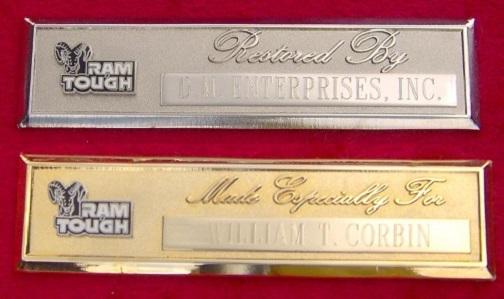 Restored By
RAM
TOUGH
ENTERPRISES, INC.
Made Especially For
RAM
TOUGH
WILLIAM T. CORBIN